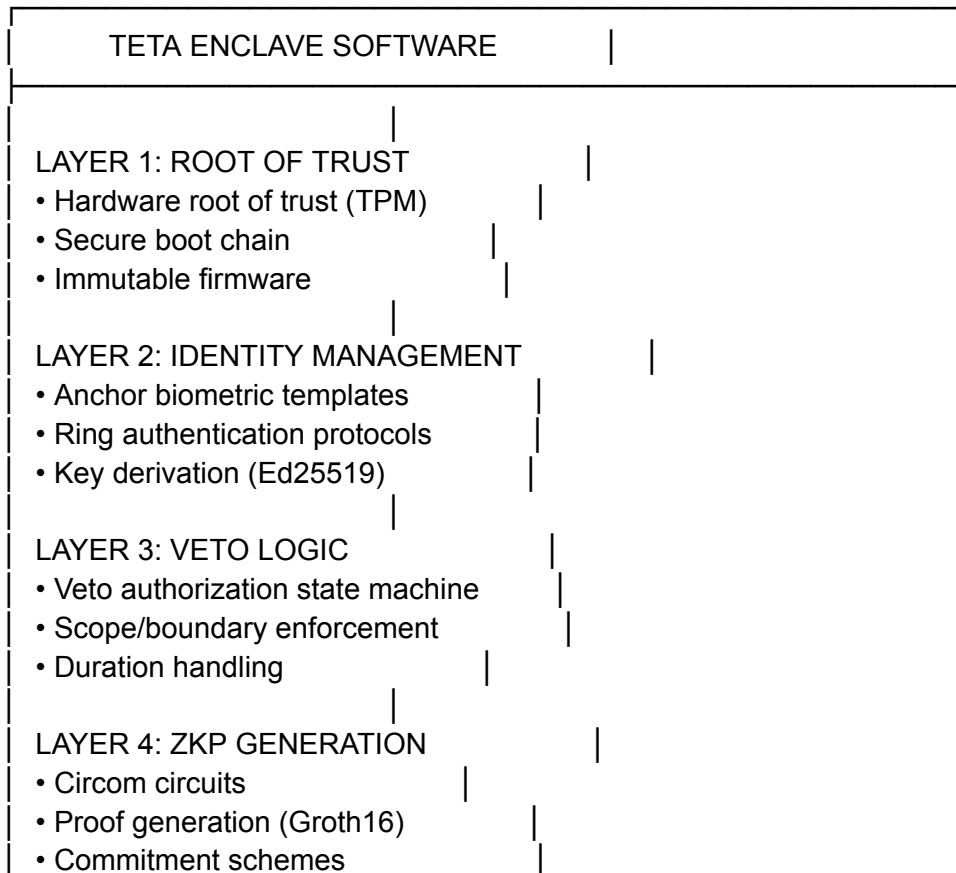 TETA ENCLAVE SOFTWARE
LAYER 1: ROOT OF TRUST
• Hardware root of trust (TPM)
• Secure boot chain
• Immutable firmware
LAYER 2: IDENTITY MANAGEMENT
• Anchor biometric templates
• Ring authentication protocols
• Key derivation (Ed25519)
LAYER 3: VETO LOGIC
• Veto authorization state machine
• Scope/boundary enforcement
• Duration handling
LAYER 4: ZKP GENERATION
• Circom circuits
• Proof generation (Groth16)
• Commitment schemes